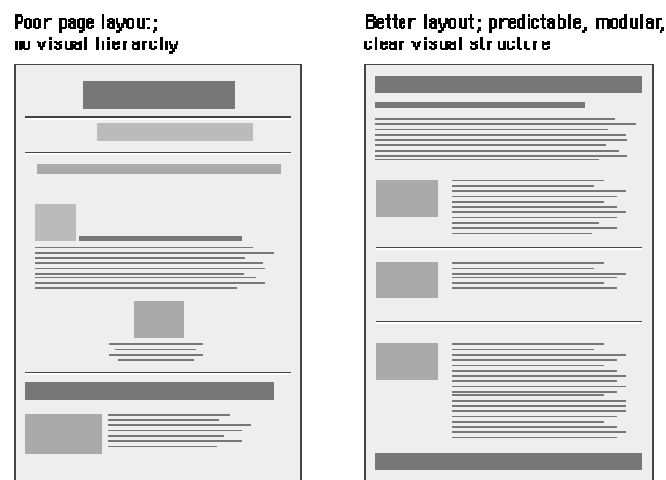 Poor page layout;
no visual hierarchy
Better layout; predictable, modular,
clear visual structure